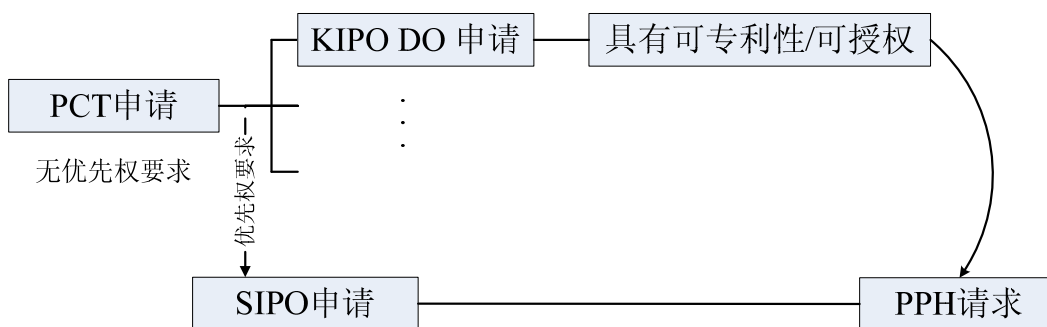 KIPO DO 申请
具有可专利性/可授权
PCT申请
无优先权要求
优先权要求
SIPO申请
PPH请求